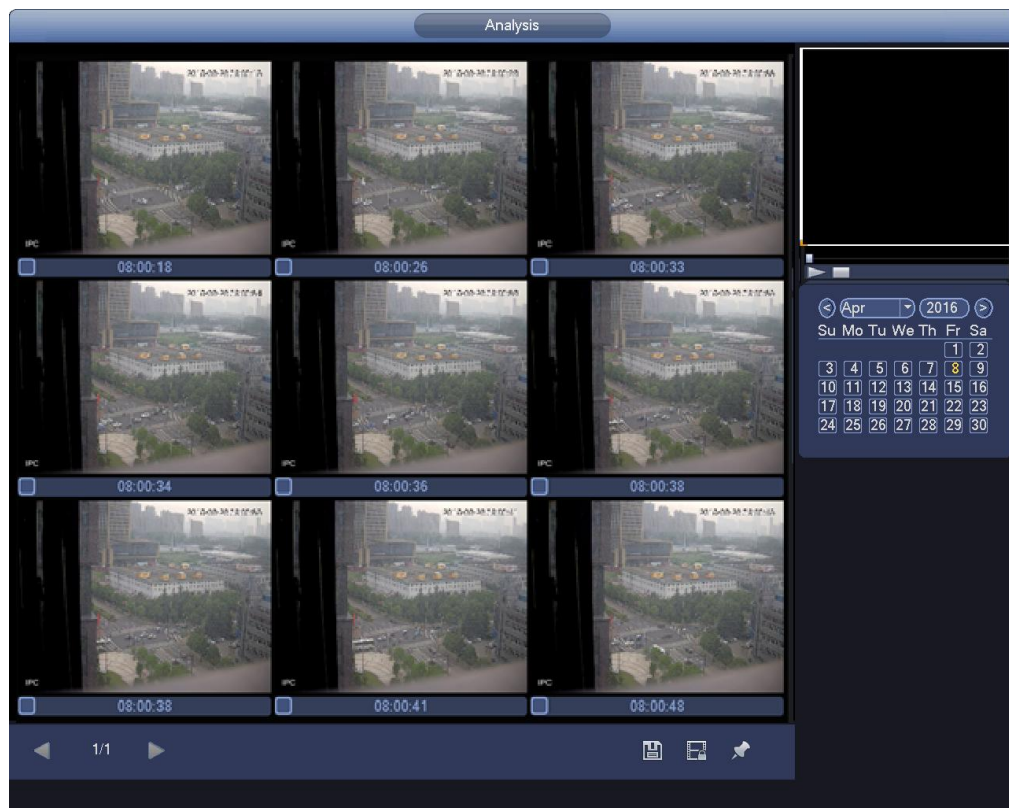 Analysis
IPC
IPC
IPC
08:00:18
08:00:26
08:00:33
IPC
IPC
IPC
08:00:34
08:00:36
08:00:38
IPC
IPC
IPC
08:00:38
08:00:41
08:00:48
1/1
< Apr 2016 >
Su Mo Tu We Th Fr Sa
1 2
3 4 5 6 7 8 9
10 11 12 13 14 15 16
17 18 19 20 21 22 23
24 25 26 27 28 29 30